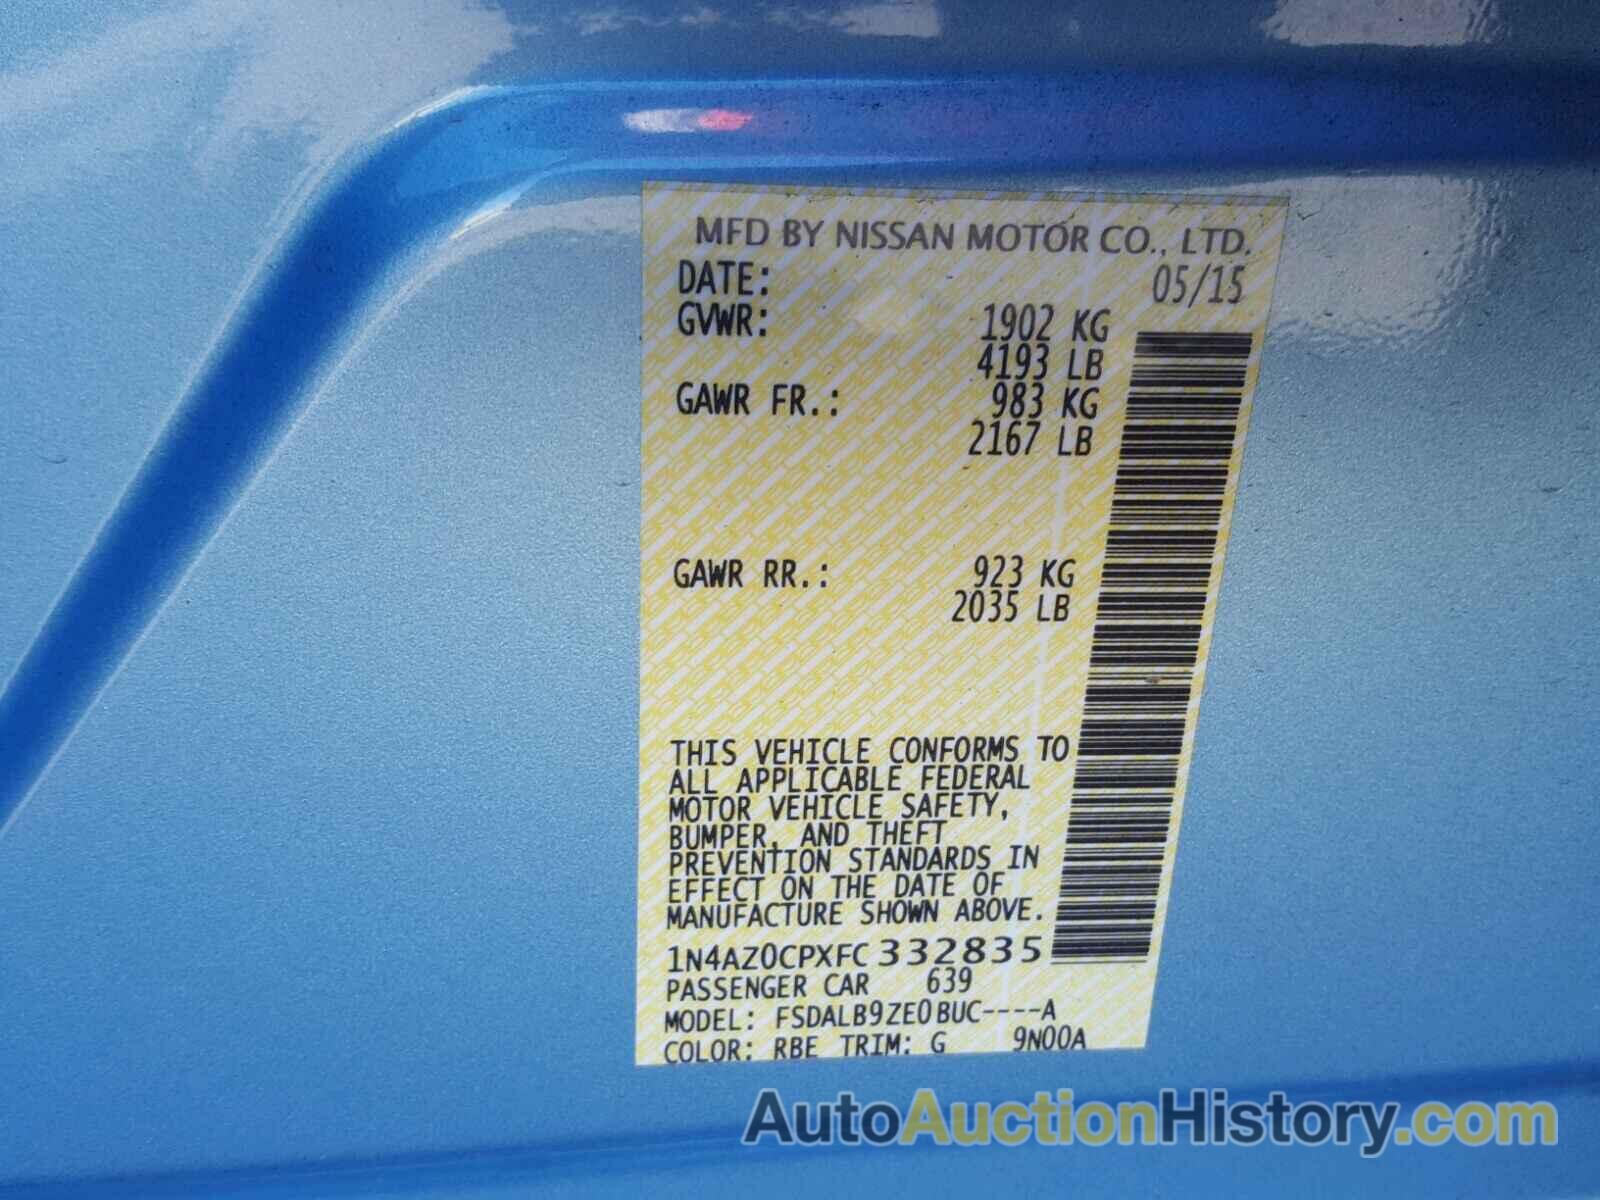 MFD BY NISSAN MOTOR CO., LTD.
DATE: 05/15
GVWR: 1902 KG
4193 LB
GAWR FR.: 983 KG
2167 LB
GAWR RR.: 923 KG
2035 LB
THIS VEHICLE CONFORMS TO
ALL APPLICABLE FEDERAL
MOTOR VEHICLE SAFETY,
BUMPER, AND THEFT
PREVENTION STANDARDS IN
EFFECT ON THE DATE OF
MANUFACTURE SHOWN ABOVE.
1N4AZ0CPXFC332835
PASSENGER CAR 639
MODEL: FSDALB9ZE0BUC----A
COLOR: RBE TRIM: G 9N00A
AutoAuctionHistory.com